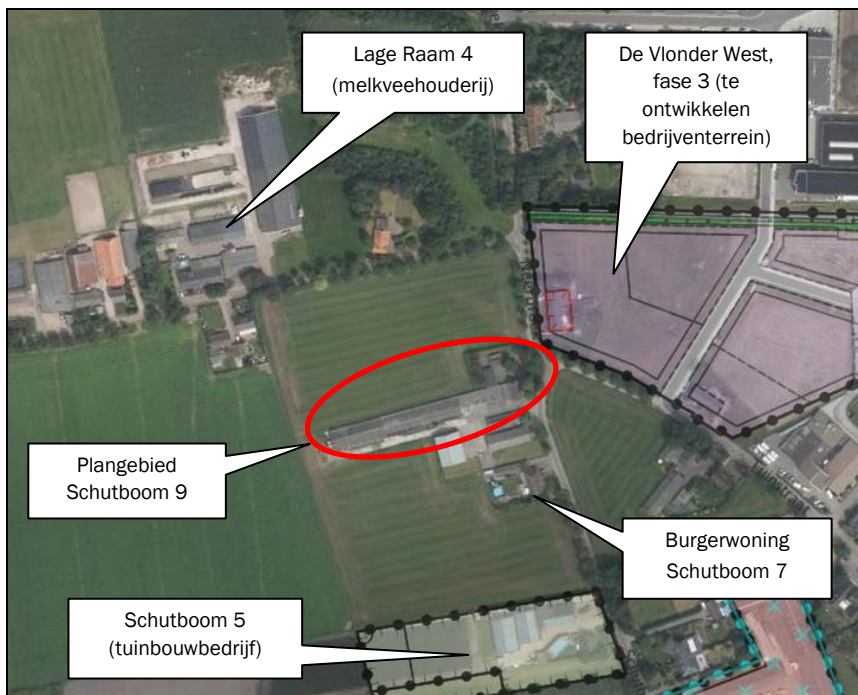 Lage Raam 4
(melkveehouderij)
De Vlonder West,
fase 3 (te
ontwikkelen
bedrijventerrein)
Plangebied
Schutboom 9
Burgerwoning
Schutboom 7
Schutboom 5
(tuinbouwbedrijf)